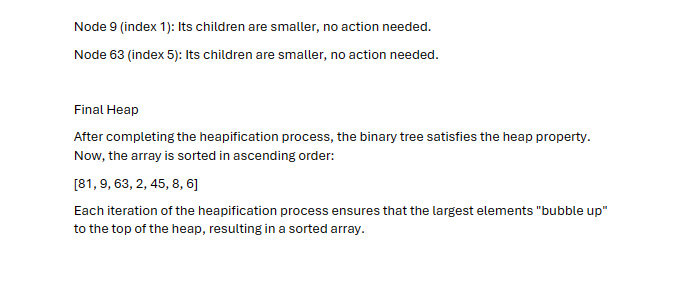 Node 9 (index 1): Its children are smaller, no action needed.
Node 63 (index 5): Its children are smaller, no action needed.
Final Heap
After completing the heapification process, the binary tree satisfies the heap property.
Now, the array is sorted in ascending order:
[81, 9, 63, 2, 45, 8, 6]
Each iteration of the heapification process ensures that the largest elements "bubble up"
to the top of the heap, resulting in a sorted array.